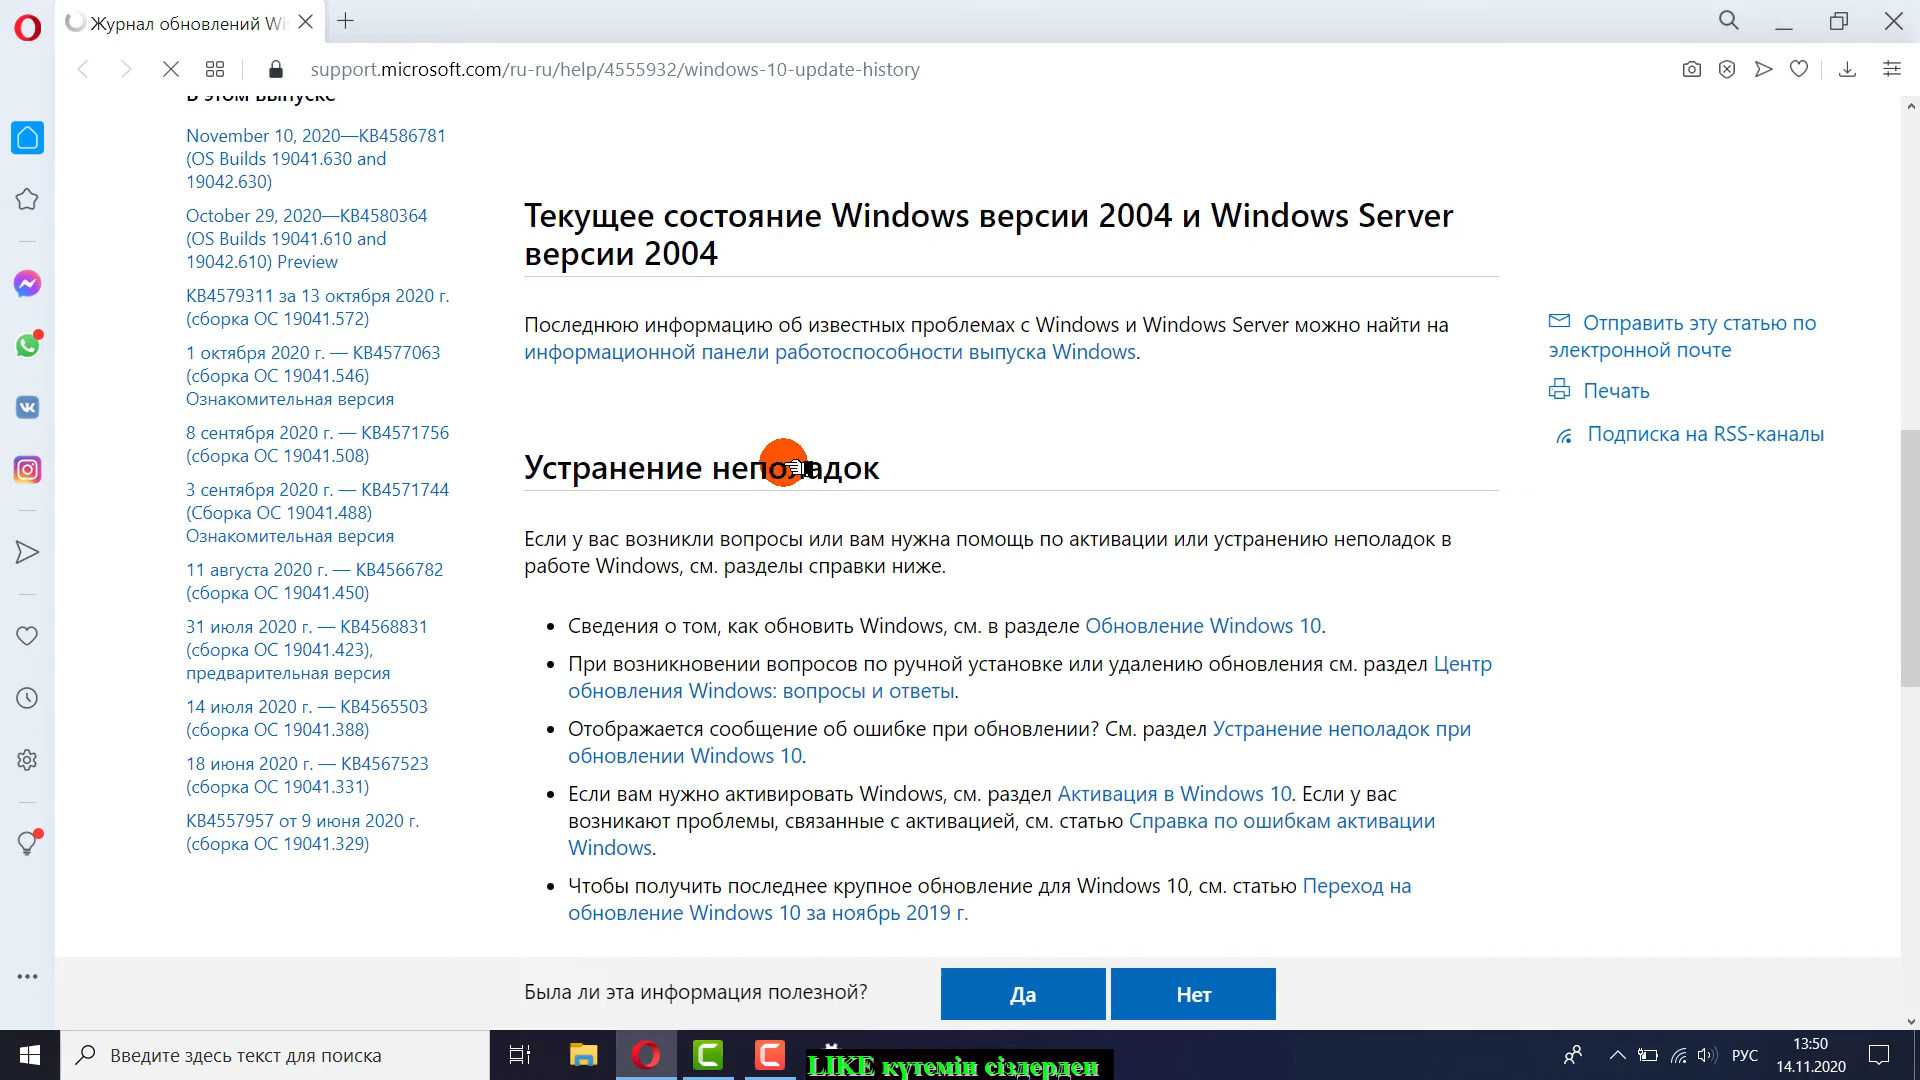 Журнал обновлений Wi
support.microsoft.com/ru-ru/help/4555932/windows-10-update-history
В этом выпуске
November 10, 2020—KB4586781
(OS Builds 19041.630 and
19042.630)
October 29, 2020—KB4580364
(OS Builds 19041.610 and
19042.610) Preview
KB4579311 за 13 октября 2020 г.
(сборка ОС 19041.572)
1 октября 2020 г. — KB4577063
(сборка ОС 19041.546)
Ознакомительная версия
8 сентября 2020 г. — KB4571756
(сборка ОС 19041.508)
3 сентября 2020 г. — KB4571744
(Сборка ОС 19041.488)
Ознакомительная версия
11 августа 2020 г. — KB4566782
(сборка ОС 19041.450)
31 июля 2020 г. — KB4568831
(сборка ОС 19041.423),
предварительная версия
14 июля 2020 г. — KB4565503
(сборка ОС 19041.388)
18 июня 2020 г. — KB4567523
(сборка ОС 19041.331)
KB4557957 от 9 июня 2020 г.
(сборка ОС 19041.329)
Текущее состояние Windows версии 2004 и Windows Server
версии 2004
Последнюю информацию об известных проблемах с Windows и Windows Server можно найти на
информационной панели работоспособности выпуска Windows.
Устранение неполадок
Если у вас возникли вопросы или вам нужна помощь по активации или устранению неполадок в
работе Windows, см. разделы справки ниже.
• Сведения о том, как обновить Windows, см. в разделе Обновление Windows 10.
• При возникновении вопросов по ручной установке или удалению обновления см. раздел Центр
обновления Windows: вопросы и ответы.
• Отображается сообщение об ошибке при обновлении? См. раздел Устранение неполадок при
обновлении Windows 10.
• Если вам нужно активировать Windows, см. раздел Активация в Windows 10. Если у вас
возникают проблемы, связанные с активацией, см. статью Справка по ошибкам активации
Windows.
• Чтобы получить последнее крупное обновление для Windows 10, см. статью Переход на
обновление Windows 10 за ноябрь 2019 г.
Отправить эту статью по
электронной почте
Печать
Подписка на RSS-каналы
Была ли эта информация полезной?
Да
Нет
Введите здесь текст для поиска
LIKE күтемін сіздерден
РУС
13:50
14.11.2020